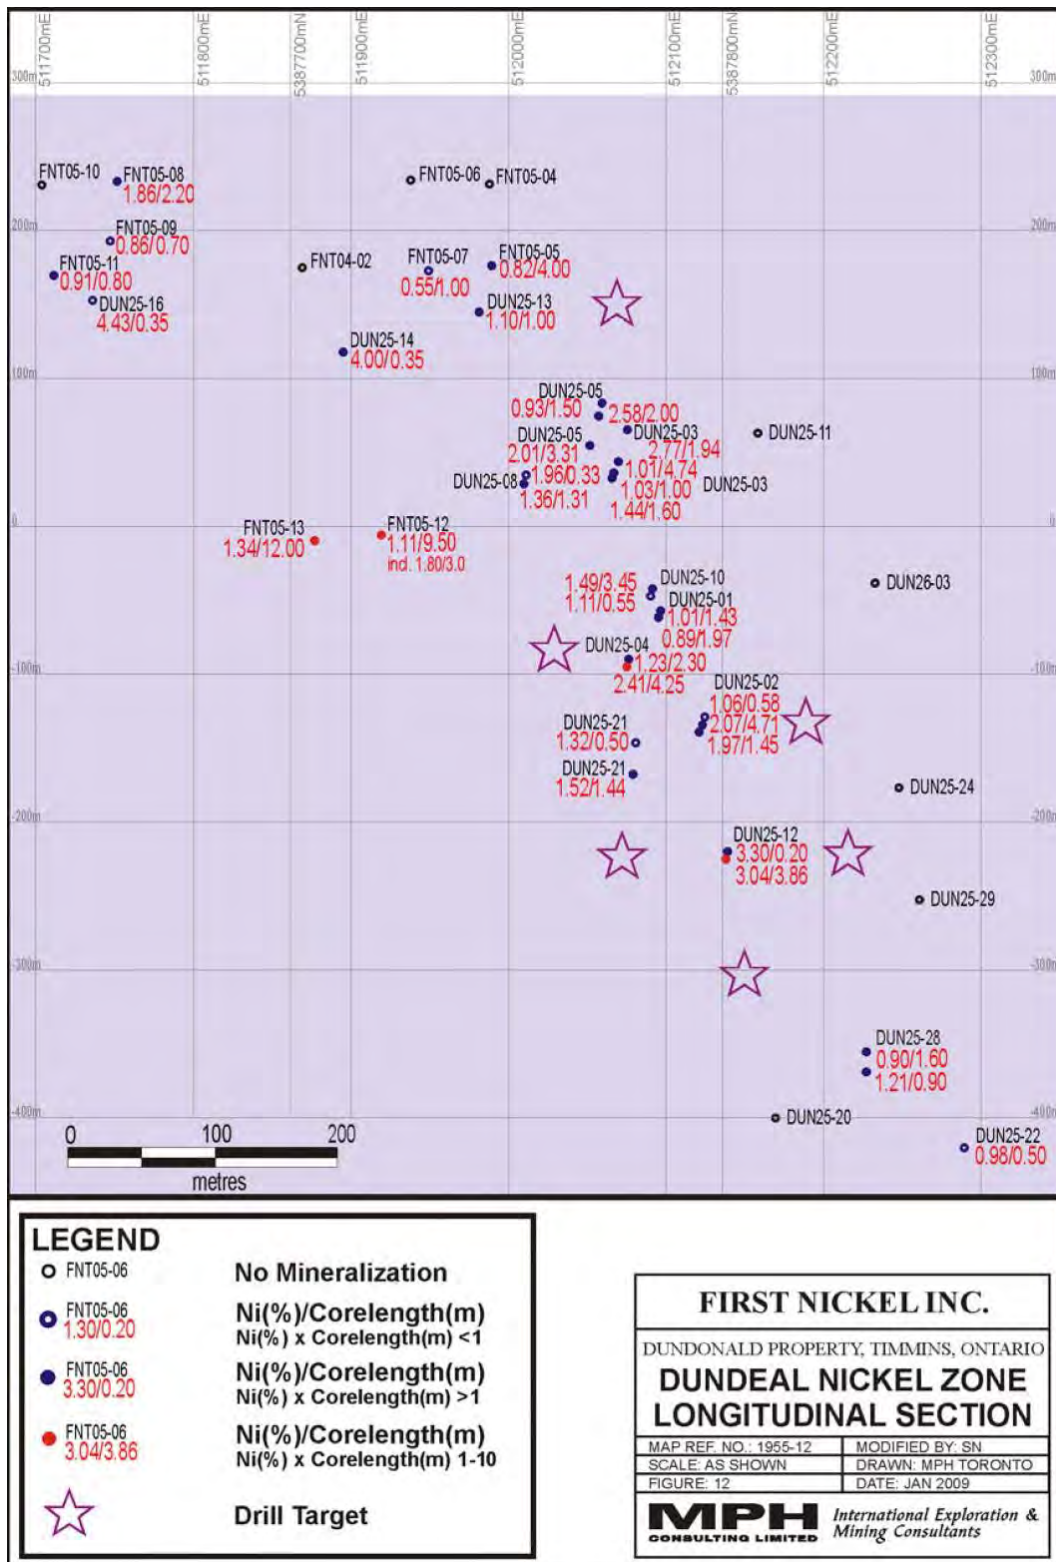 511700mE
511800mE
5387700mN
511900mE
512000mE
512100mE
5387800mN
512200mE
512300mE
300m
300m
FNT05-10
FNT05-08
1.86/2.20
FNT05-06
FNT05-04
200m
200m
FNT05-09
0.86/0.70
FNT05-11
0.91/0.80
DUN25-16
4.43/0.35
FNT04-02
FNT05-07
0.55/1.00
FNT05-05
0.82/4.00
DUN25-13
1.10/1.00
DUN25-14
4.00/0.35
100m
100m
DUN25-05
0.93/1.50
2.58/2.00
DUN25-05
2.01/3.31
DUN25-03
2.77/1.94
DUN25-11
DUN25-08
1.96/0.33
1.36/1.31
1.01/4.74
1.03/1.00
DUN25-03
1.44/1.60
0
0
FNT05-13
1.34/12.00
FNT05-12
1.11/9.50
ind. 1.80/3.0
1.49/3.45
DUN25-10
1.11/0.55
DUN25-01
1.01/1.43
0.89/1.97
DUN26-03
DUN25-04
1.23/2.30
2.41/4.25
-100m
-100m
DUN25-02
1.06/0.58
2.07/4.71
1.97/1.45
DUN25-21
1.32/0.50
DUN25-21
1.52/1.44
DUN25-24
-200m
-200m
DUN25-12
3.30/0.20
3.04/3.86
DUN25-29
-300m
-300m
DUN25-28
0.90/1.60
1.21/0.90
-400m
-400m
DUN25-20
DUN25-22
0.98/0.50
0 100 200
metres
LEGEND
FNT05-06
No Mineralization
FNT05-06
1.30/0.20
Ni(%)/Corelength(m)
Ni(%) x Corelength(m) <1
FNT05-06
3.30/0.20
Ni(%)/Corelength(m)
Ni(%) x Corelength(m) >1
FNT05-06
3.04/3.86
Ni(%)/Corelength(m)
Ni(%) x Corelength(m) 1-10
Drill Target
FIRST NICKEL INC.
DUNDONALD PROPERTY, TIMMINS, ONTARIO
DUNDEAL NICKEL ZONE
LONGITUDINAL SECTION
MAP REF. NO.: 1955-12
MODIFIED BY: SN
SCALE: AS SHOWN
DRAWN: MPH TORONTO
FIGURE: 12
DATE: JAN 2009
MPH
CONSULTING LIMITED
International Exploration &
Mining Consultants